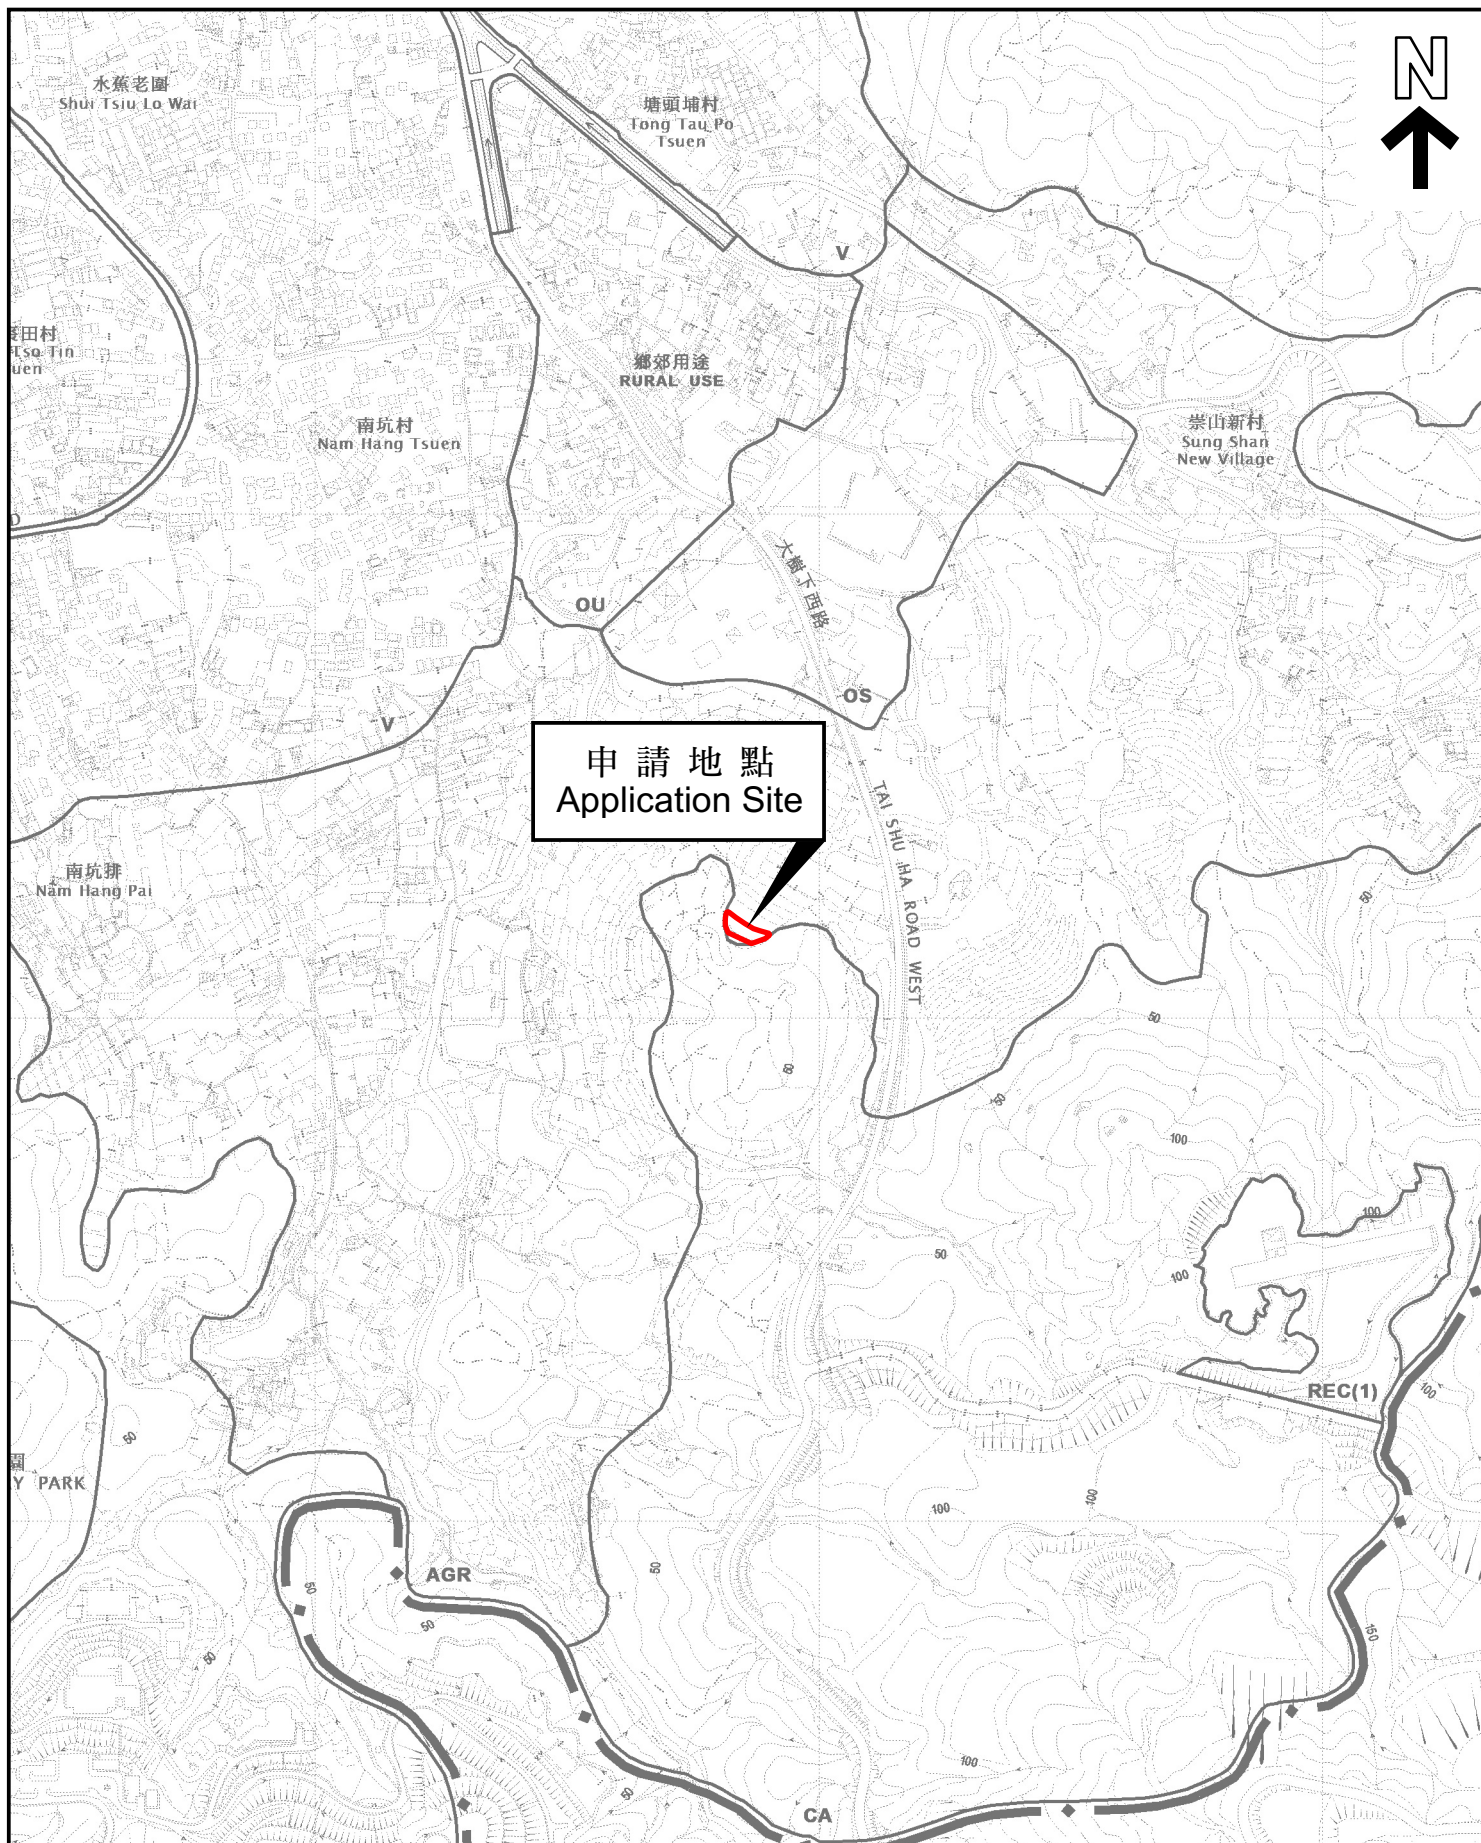 N
水蕉老圍
Shui Tsiu Lo Wai
塘頭埔村
Tong Tau Po
Tsuen
V
田村
Tso Tin
uen
鄉郊用途
RURAL USE
南坑村
Nam Hang Tsuen
崇山新村
Sung Shan
New Village
D
大樹下西路
OU
OS
V
申請地點
Application Site
TAI SHU HA ROAD WEST
南坑排
Nam Hang Pai
50
50
60
50
100
100
50
100
REC(1)
100
50
園
Y PARK
100
100
50
AGR
50
50
50
150
100
50
CA